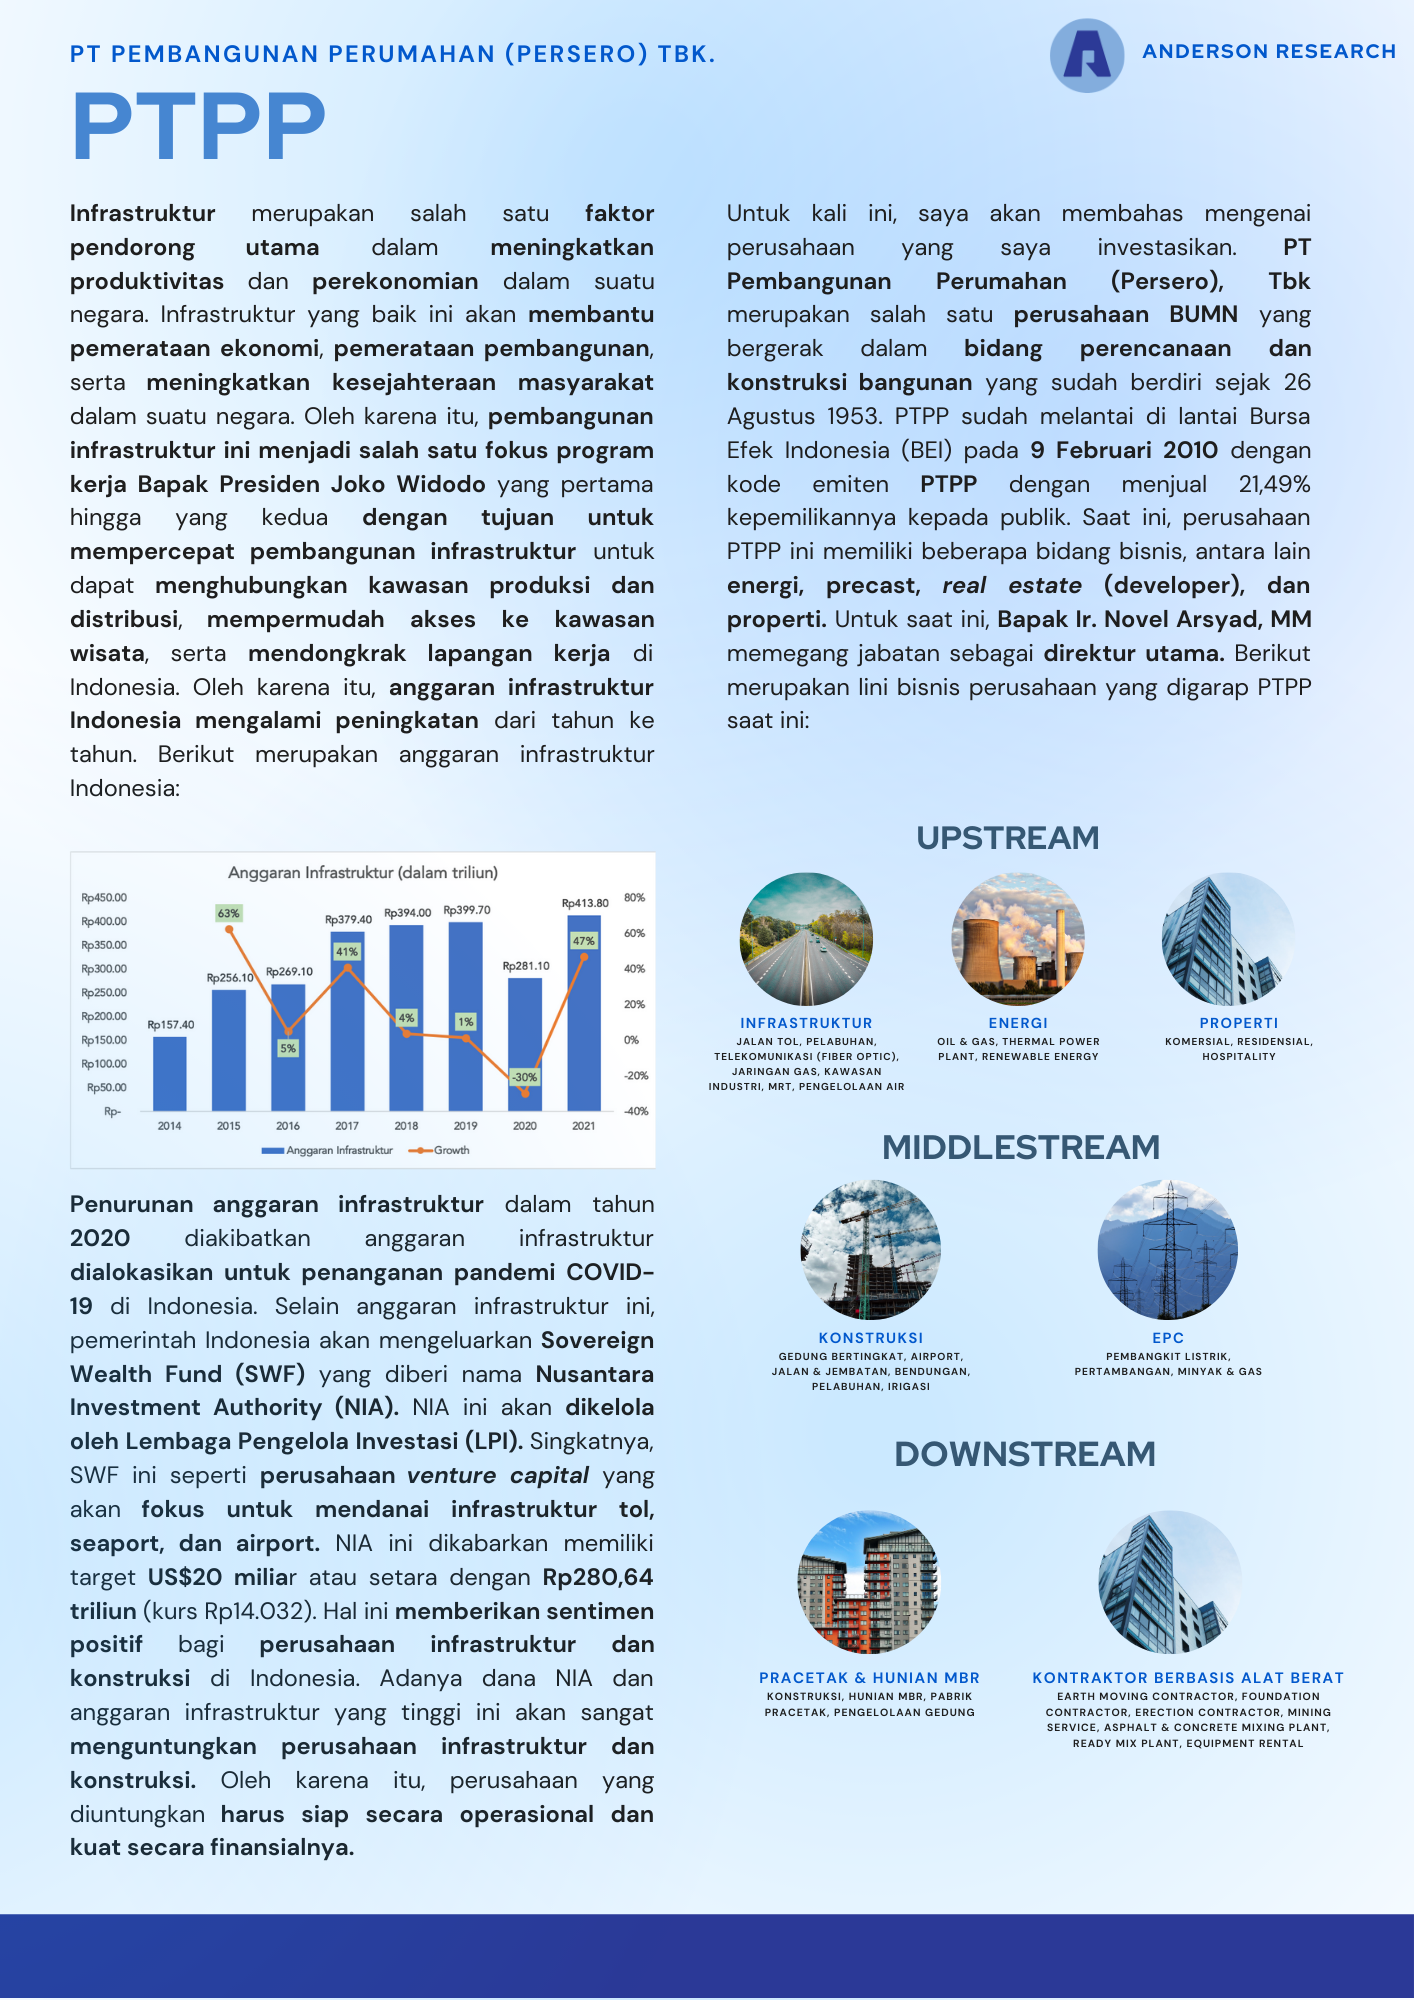 PT PEMBANGUNAN PERUMAHAN (PERSERO) TBK.
ANDERSON RESEARCH
PTPP
Infrastruktur merupakan salah satu faktor
pendorong utama dalam meningkatkan
produktivitas dan perekonomian dalam suatu
negara. Infrastruktur yang baik ini akan membantu
pemerataan ekonomi, pemerataan pembangunan,
serta meningkatkan kesejahteraan masyarakat
dalam suatu negara. Oleh karena itu, pembangunan
infrastruktur ini menjadi salah satu fokus program
kerja Bapak Presiden Joko Widodo yang pertama
hingga yang kedua dengan tujuan untuk
mempercepat pembangunan infrastruktur untuk
dapat menghubungkan kawasan produksi dan
distribusi, mempermudah akses ke kawasan
wisata, serta mendongkrak lapangan kerja di
Indonesia. Oleh karena itu, anggaran infrastruktur
Indonesia mengalami peningkatan dari tahun ke
tahun. Berikut merupakan anggaran infrastruktur
Indonesia:
Anggaran Infrastruktur (dalam triliun)
Rp450.00
Rp400.00
Rp350.00
Rp300.00
Rp250.00
Rp200.00
Rp150.00
Rp100.00
Rp50.00
Rp-
Rp157.40
Rp256.10
Rp269.10
Rp379.40
Rp394.00
Rp399.70
Rp281.10
Rp413.80
63%
5%
41%
4%
1%
-30%
47%
80%
60%
40%
20%
0%
-20%
-40%
2014 2015 2016 2017 2018 2019 2020 2021
Anggaran Infrastruktur Growth
Penurunan anggaran infrastruktur dalam tahun
2020 diakibatkan anggaran infrastruktur
dialokasikan untuk penanganan pandemi COVID-
19 di Indonesia. Selain anggaran infrastruktur ini,
pemerintah Indonesia akan mengeluarkan Sovereign
Wealth Fund (SWF) yang diberi nama Nusantara
Investment Authority (NIA). NIA ini akan dikelola
oleh Lembaga Pengelola Investasi (LPI). Singkatnya,
SWF ini seperti perusahaan venture capital yang
akan fokus untuk mendanai infrastruktur tol,
seaport, dan airport. NIA ini dikabarkan memiliki
target US$20 miliar atau setara dengan Rp280,64
triliun (kurs Rp14.032). Hal ini memberikan sentimen
positif bagi perusahaan infrastruktur dan
konstruksi di Indonesia. Adanya dana NIA dan
anggaran infrastruktur yang tinggi ini akan sangat
menguntungkan perusahaan infrastruktur dan
konstruksi. Oleh karena itu, perusahaan yang
diuntungkan harus siap secara operasional dan
kuat secara finansialnya.
Untuk kali ini, saya akan membahas mengenai
perusahaan yang saya investasikan. PT
Pembangunan Perumahan (Persero), Tbk
merupakan salah satu perusahaan BUMN yang
bergerak dalam bidang perencanaan dan
konstruksi bangunan yang sudah berdiri sejak 26
Agustus 1953. PTPP sudah melantai di lantai Bursa
Efek Indonesia (BEI) pada 9 Februari 2010 dengan
kode emiten PTPP dengan menjual 21,49%
kepemilikannya kepada publik. Saat ini, perusahaan
PTPP ini memiliki beberapa bidang bisnis, antara lain
energi, precast, real estate (developer), dan
properti. Untuk saat ini, Bapak Ir. Novel Arsyad, MM
memegang jabatan sebagai direktur utama. Berikut
merupakan lini bisnis perusahaan yang digarap PTPP
saat ini:
UPSTREAM
INFRASTRUKTUR
JALAN TOL, PELABUHAN,
TELEKOMUNIKASI (FIBER OPTIC),
JARINGAN GAS, KAWASAN
INDUSTRI, MRT, PENGELOLAAN AIR
ENERGI
OIL & GAS, THERMAL POWER
PLANT, RENEWABLE ENERGY
PROPERTI
KOMERSIAL, RESIDENSIAL,
HOSPITALITY
MIDDLESTREAM
KONSTRUKSI
GEDUNG BERTINGKAT, AIRPORT,
JALAN & JEMBATAN, BENDUNGAN,
PELABUHAN, IRIGASI
EPC
PEMBANGKIT LISTRIK,
PERTAMBANGAN, MINYAK & GAS
DOWNSTREAM
PRACETAK & HUNIAN MBR
KONSTRUKSI, HUNIAN MBR, PABRIK
PRACETAK, PENGELOLAAN GEDUNG
KONTRAKTOR BERBASIS ALAT BERAT
EARTH MOVING CONTRACTOR, FOUNDATION
CONTRACTOR, ERECTION CONTRACTOR, MINING
SERVICE, ASPHALT & CONCRETE MIXING PLANT,
READY MIX PLANT, EQUIPMENT RENTAL